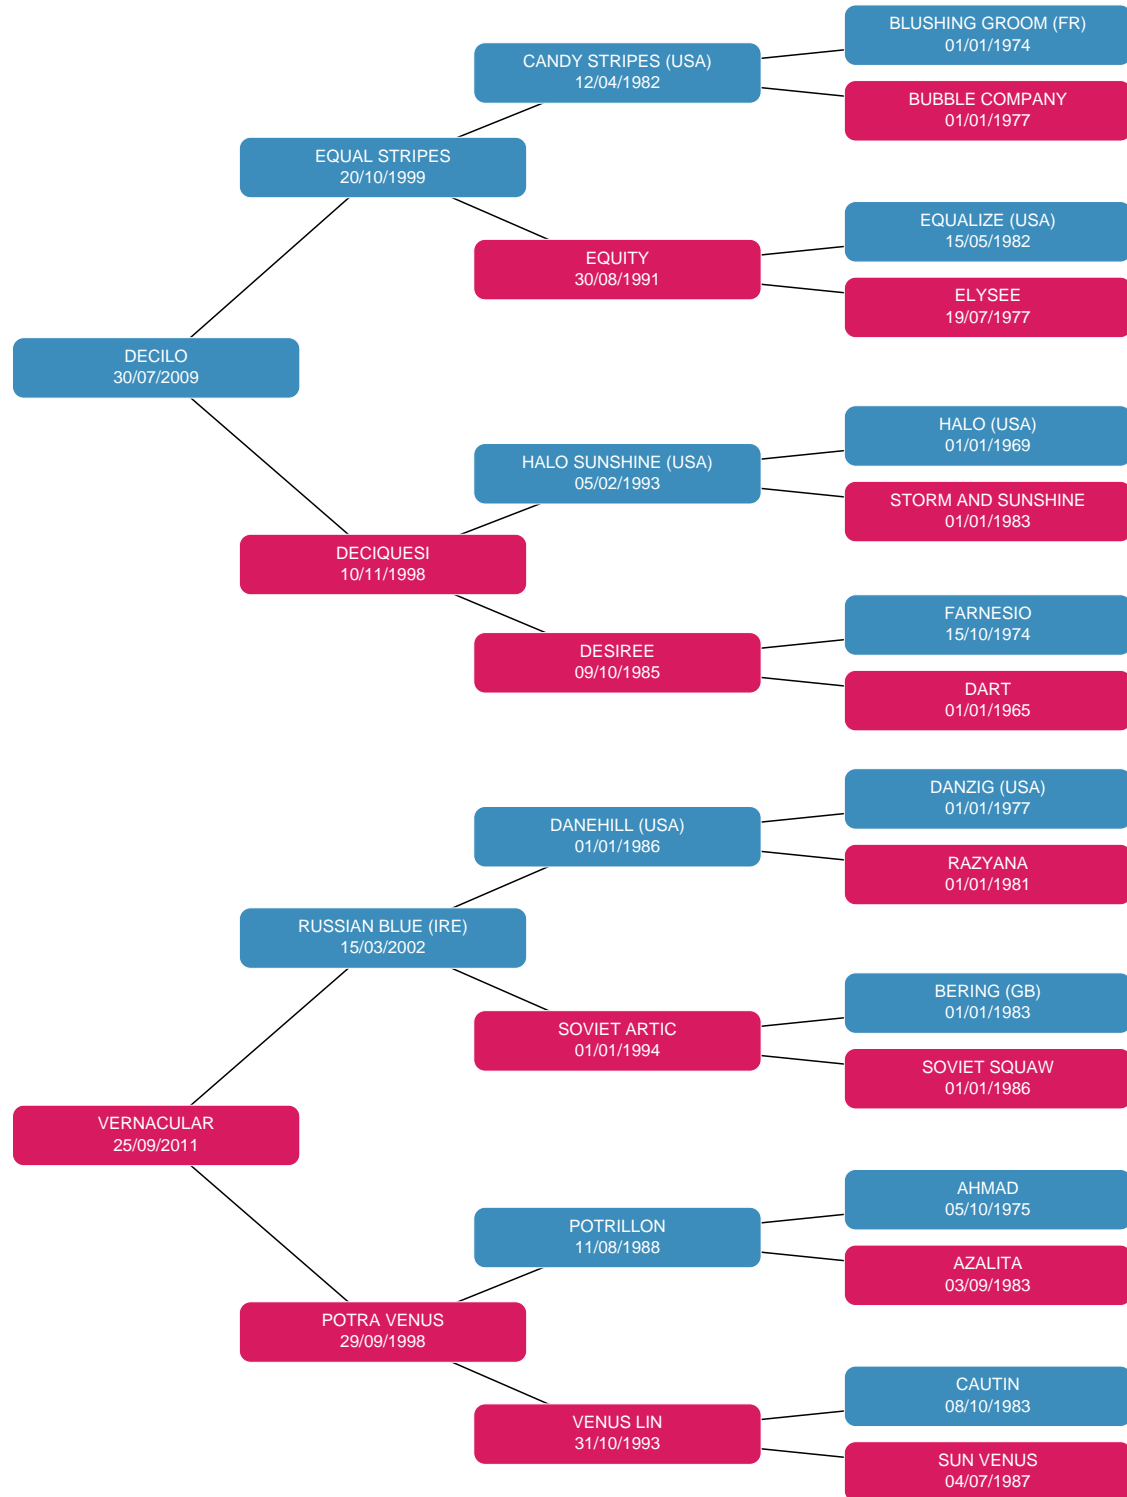 BLUSHING GROOM (FR)
01/01/1974
CANDY STRIPES (USA)
12/04/1982
BUBBLE COMPANY
01/01/1977
EQUAL STRIPES
20/10/1999
EQUALIZE (USA)
15/05/1982
EQUITY
30/08/1991
ELYSEE
19/07/1977
DECILO
30/07/2009
HALO (USA)
01/01/1969
HALO SUNSHINE (USA)
05/02/1993
STORM AND SUNSHINE
01/01/1983
DECIQUESI
10/11/1998
FARNESIO
15/10/1974
DESIREE
09/10/1985
DART
01/01/1965
DANZIG (USA)
01/01/1977
DANEHILL (USA)
01/01/1986
RAZYANA
01/01/1981
RUSSIAN BLUE (IRE)
15/03/2002
BERING (GB)
01/01/1983
SOVIET ARTIC
01/01/1994
SOVIET SQUAW
01/01/1986
VERNACULAR
25/09/2011
AHMAD
05/10/1975
POTRILLON
11/08/1988
AZALITA
03/09/1983
POTRA VENUS
29/09/1998
CAUTIN
08/10/1983
VENUS LIN
31/10/1993
SUN VENUS
04/07/1987